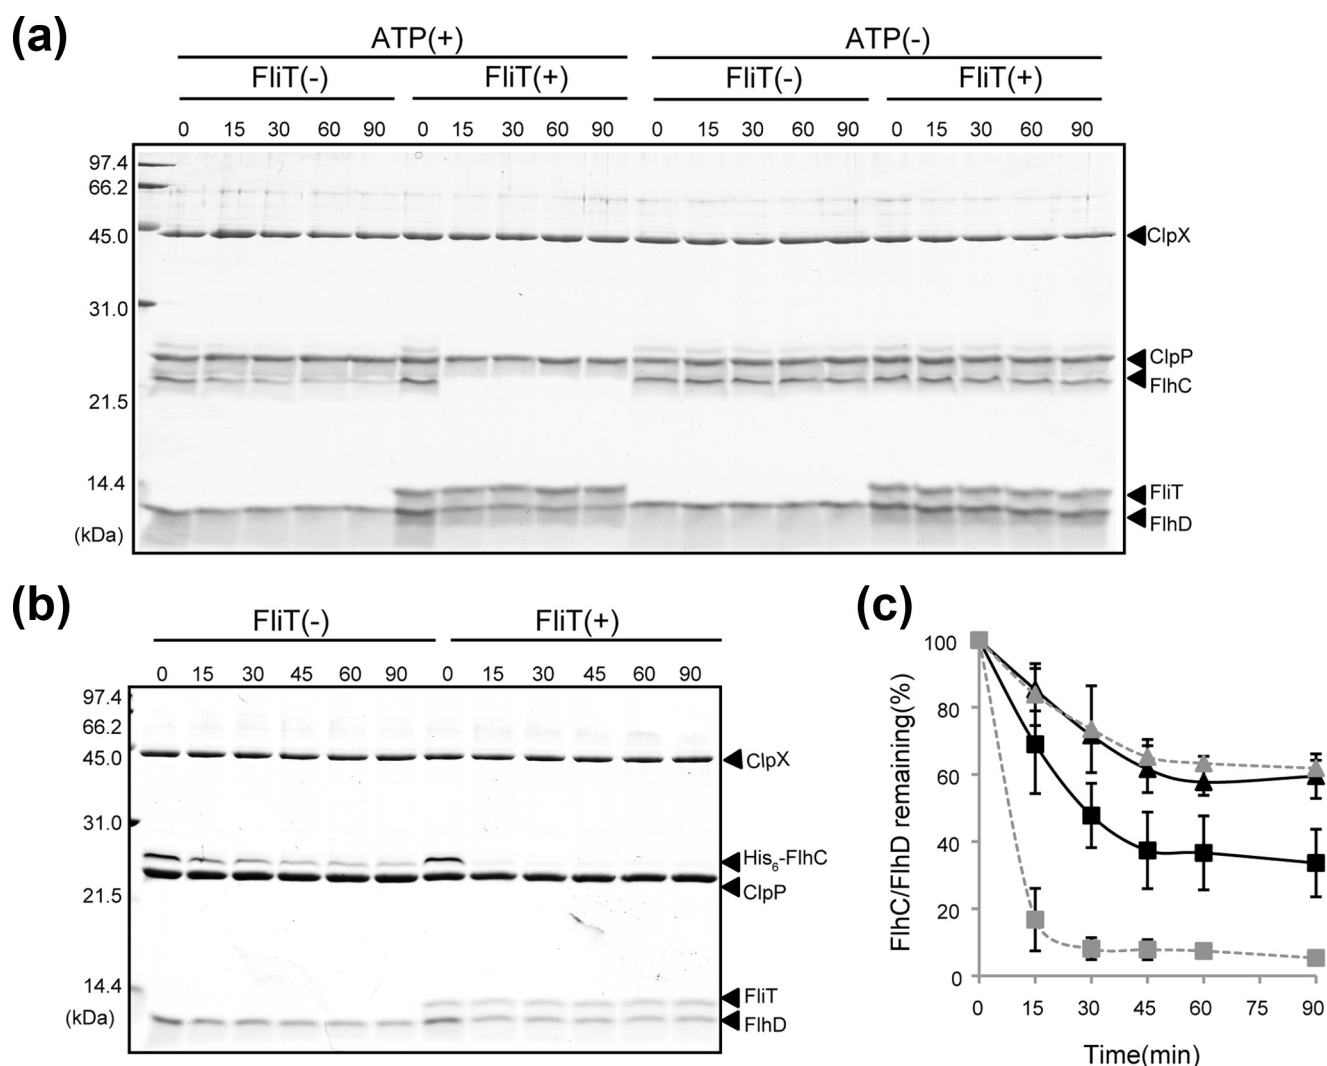 (a)
ATP(+) ATP(-)
FliT(-) FliT(+) FliT(-) FliT(+)
0 15 30 60 90 0 15 30 60 90 0 15 30 60 90 0 15 30 60 90
97.4
66.2
45.0
31.0
21.5
14.4
(kDa)
ClpX
ClpP
FlhC
FliT
FlhD
(b)
FliT(-) FliT(+)
0 15 30 45 60 90 0 15 30 45 60 90
97.4
66.2
45.0
31.0
21.5
14.4
(kDa)
ClpX
His6-FlhC
ClpP
FliT
FlhD
(c)
FlhC/FlhD remaining(%)
100
80
60
40
20
0
0 15 30 45 60 75 90
Time(min)